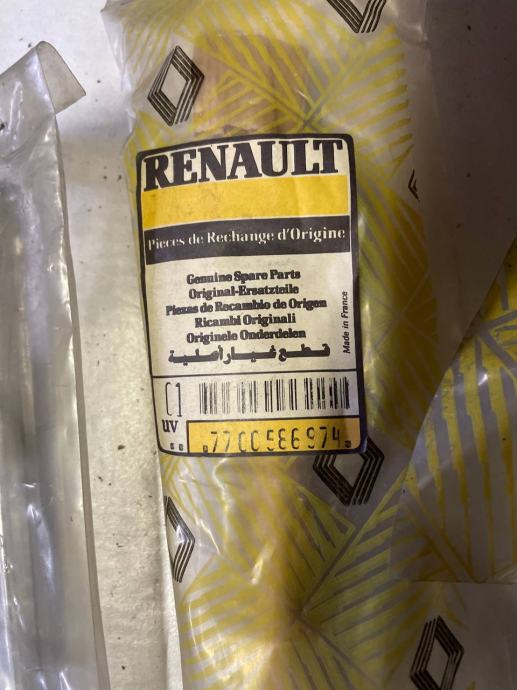 RENAULT
Pieces de Rechange d'Origine
Genuine Spare Parts
Original-Ersatzteile
Piezas de Recambio de Origen
Ricambi Originali
Originele Onderdelen
قطع غيار أصلية
Made in France
01
UV
7700586974